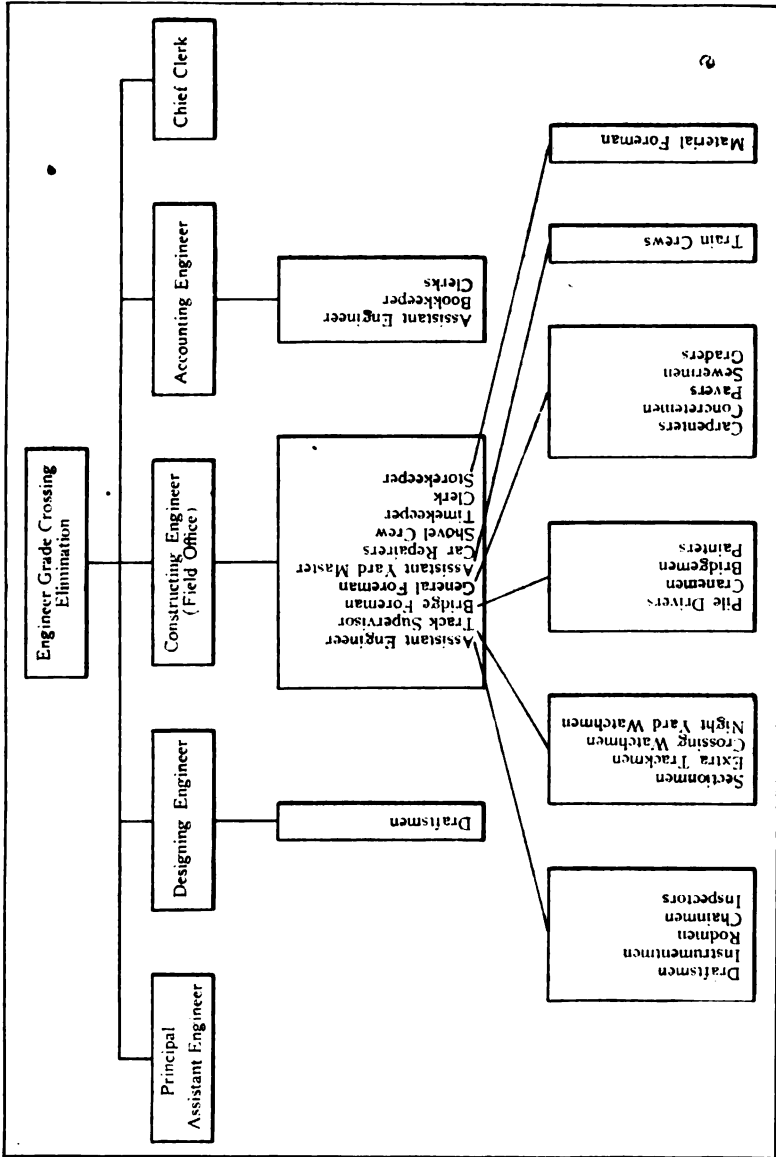 Engineer Grade Crossing
Elimination
Principal
Assistant Engineer
Designing Engineer
Constructing Engineer
(Field Office)
Accounting Engineer
Chief Clerk
Draftsmen
Assistant Engineer
Track Supervisor
Bridge Foreman
General Foreman
Assistant Yard Master
Car Repairers
Shovel Crew
Timekeeper
Clerk
Storekeeper
Assistant Engineer
Bookkeeper
Clerks
Draftsmen
Instrumentmen
Rodmen
Chainmen
Inspectors
Sectionmen
Extra Trackmen
Crossing Watchmen
Night Yard Watchmen
Pile Drivers
Cranemen
Bridgemen
Painters
Carpenters
Concretemen
Pavers
Sewermen
Graders
Train Crews
Material Foreman